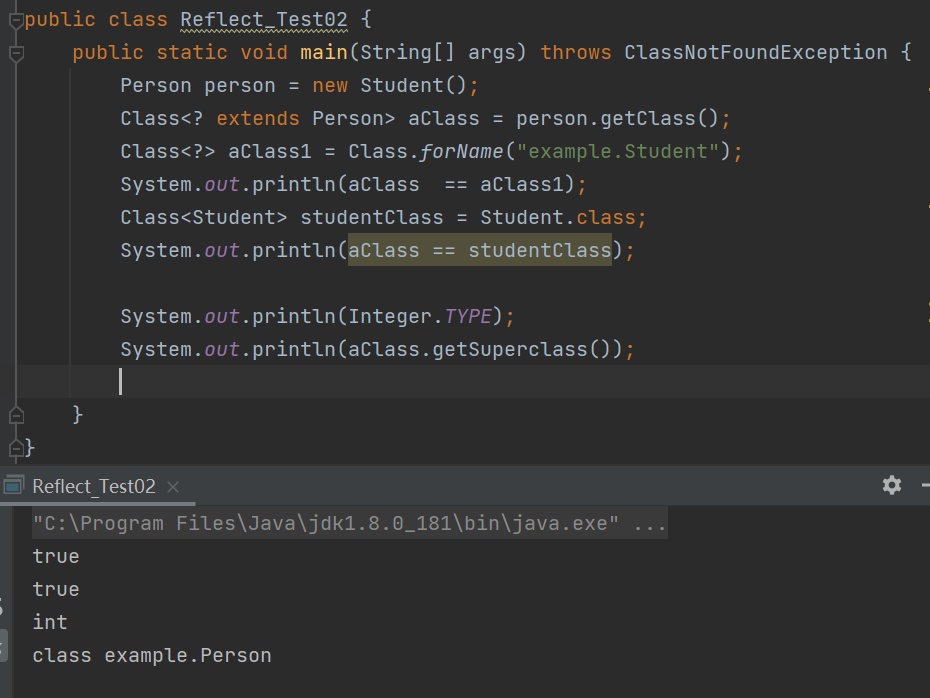 public class Reflect_Test02 {
    public static void main(String[] args) throws ClassNotFoundException {
        Person person = new Student();
        Class<? extends Person> aClass = person.getClass();
        Class<?> aClass1 = Class.forName("example.Student");
        System.out.println(aClass  == aClass1);
        Class<Student> studentClass = Student.class;
        System.out.println(aClass == studentClass);

        System.out.println(Integer.TYPE);
        System.out.println(aClass.getSuperclass());

    }
}
Reflect_Test02
"C:\Program Files\Java\jdk1.8.0_181\bin\java.exe" ...
true
true
int
class example.Person